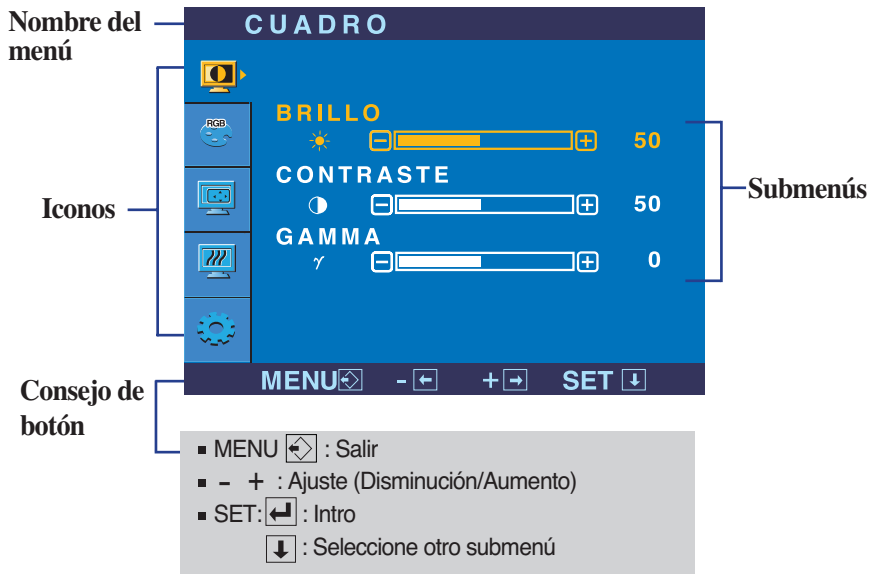 Nombre del menú
CUADRO
RGB
BRILLO
50
CONTRASTE
50
GAMMA
γ
0
Iconos
Submenús
MENU - + SET
Consejo de botón
▪ MENU : Salir
▪ - + : Ajuste (Disminución/Aumento)
▪ SET: : Intro
: Seleccione otro submenú